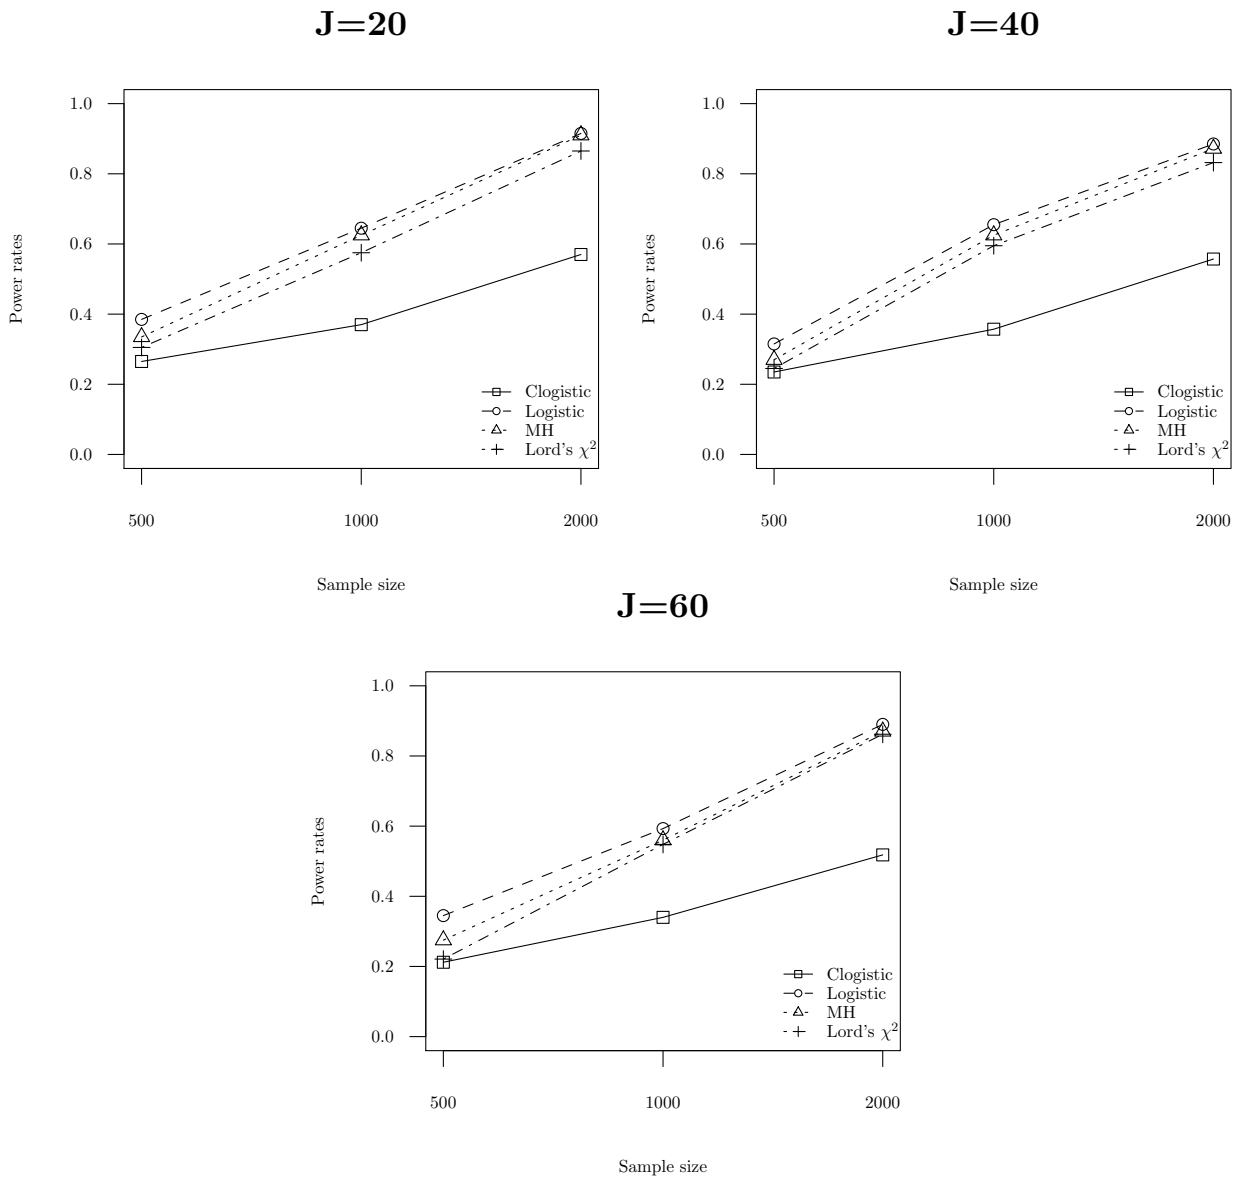 J=20
Power rates
1.0
0.8
0.6
0.4
0.2
0.0
Clogistic
Logistic
MH
Lord's χ²
500 1000 2000
Sample size
J=40
Power rates
1.0
0.8
0.6
0.4
0.2
0.0
Clogistic
Logistic
MH
Lord's χ²
500 1000 2000
Sample size
J=60
Power rates
1.0
0.8
0.6
0.4
0.2
0.0
Clogistic
Logistic
MH
Lord's χ²
500 1000 2000
Sample size